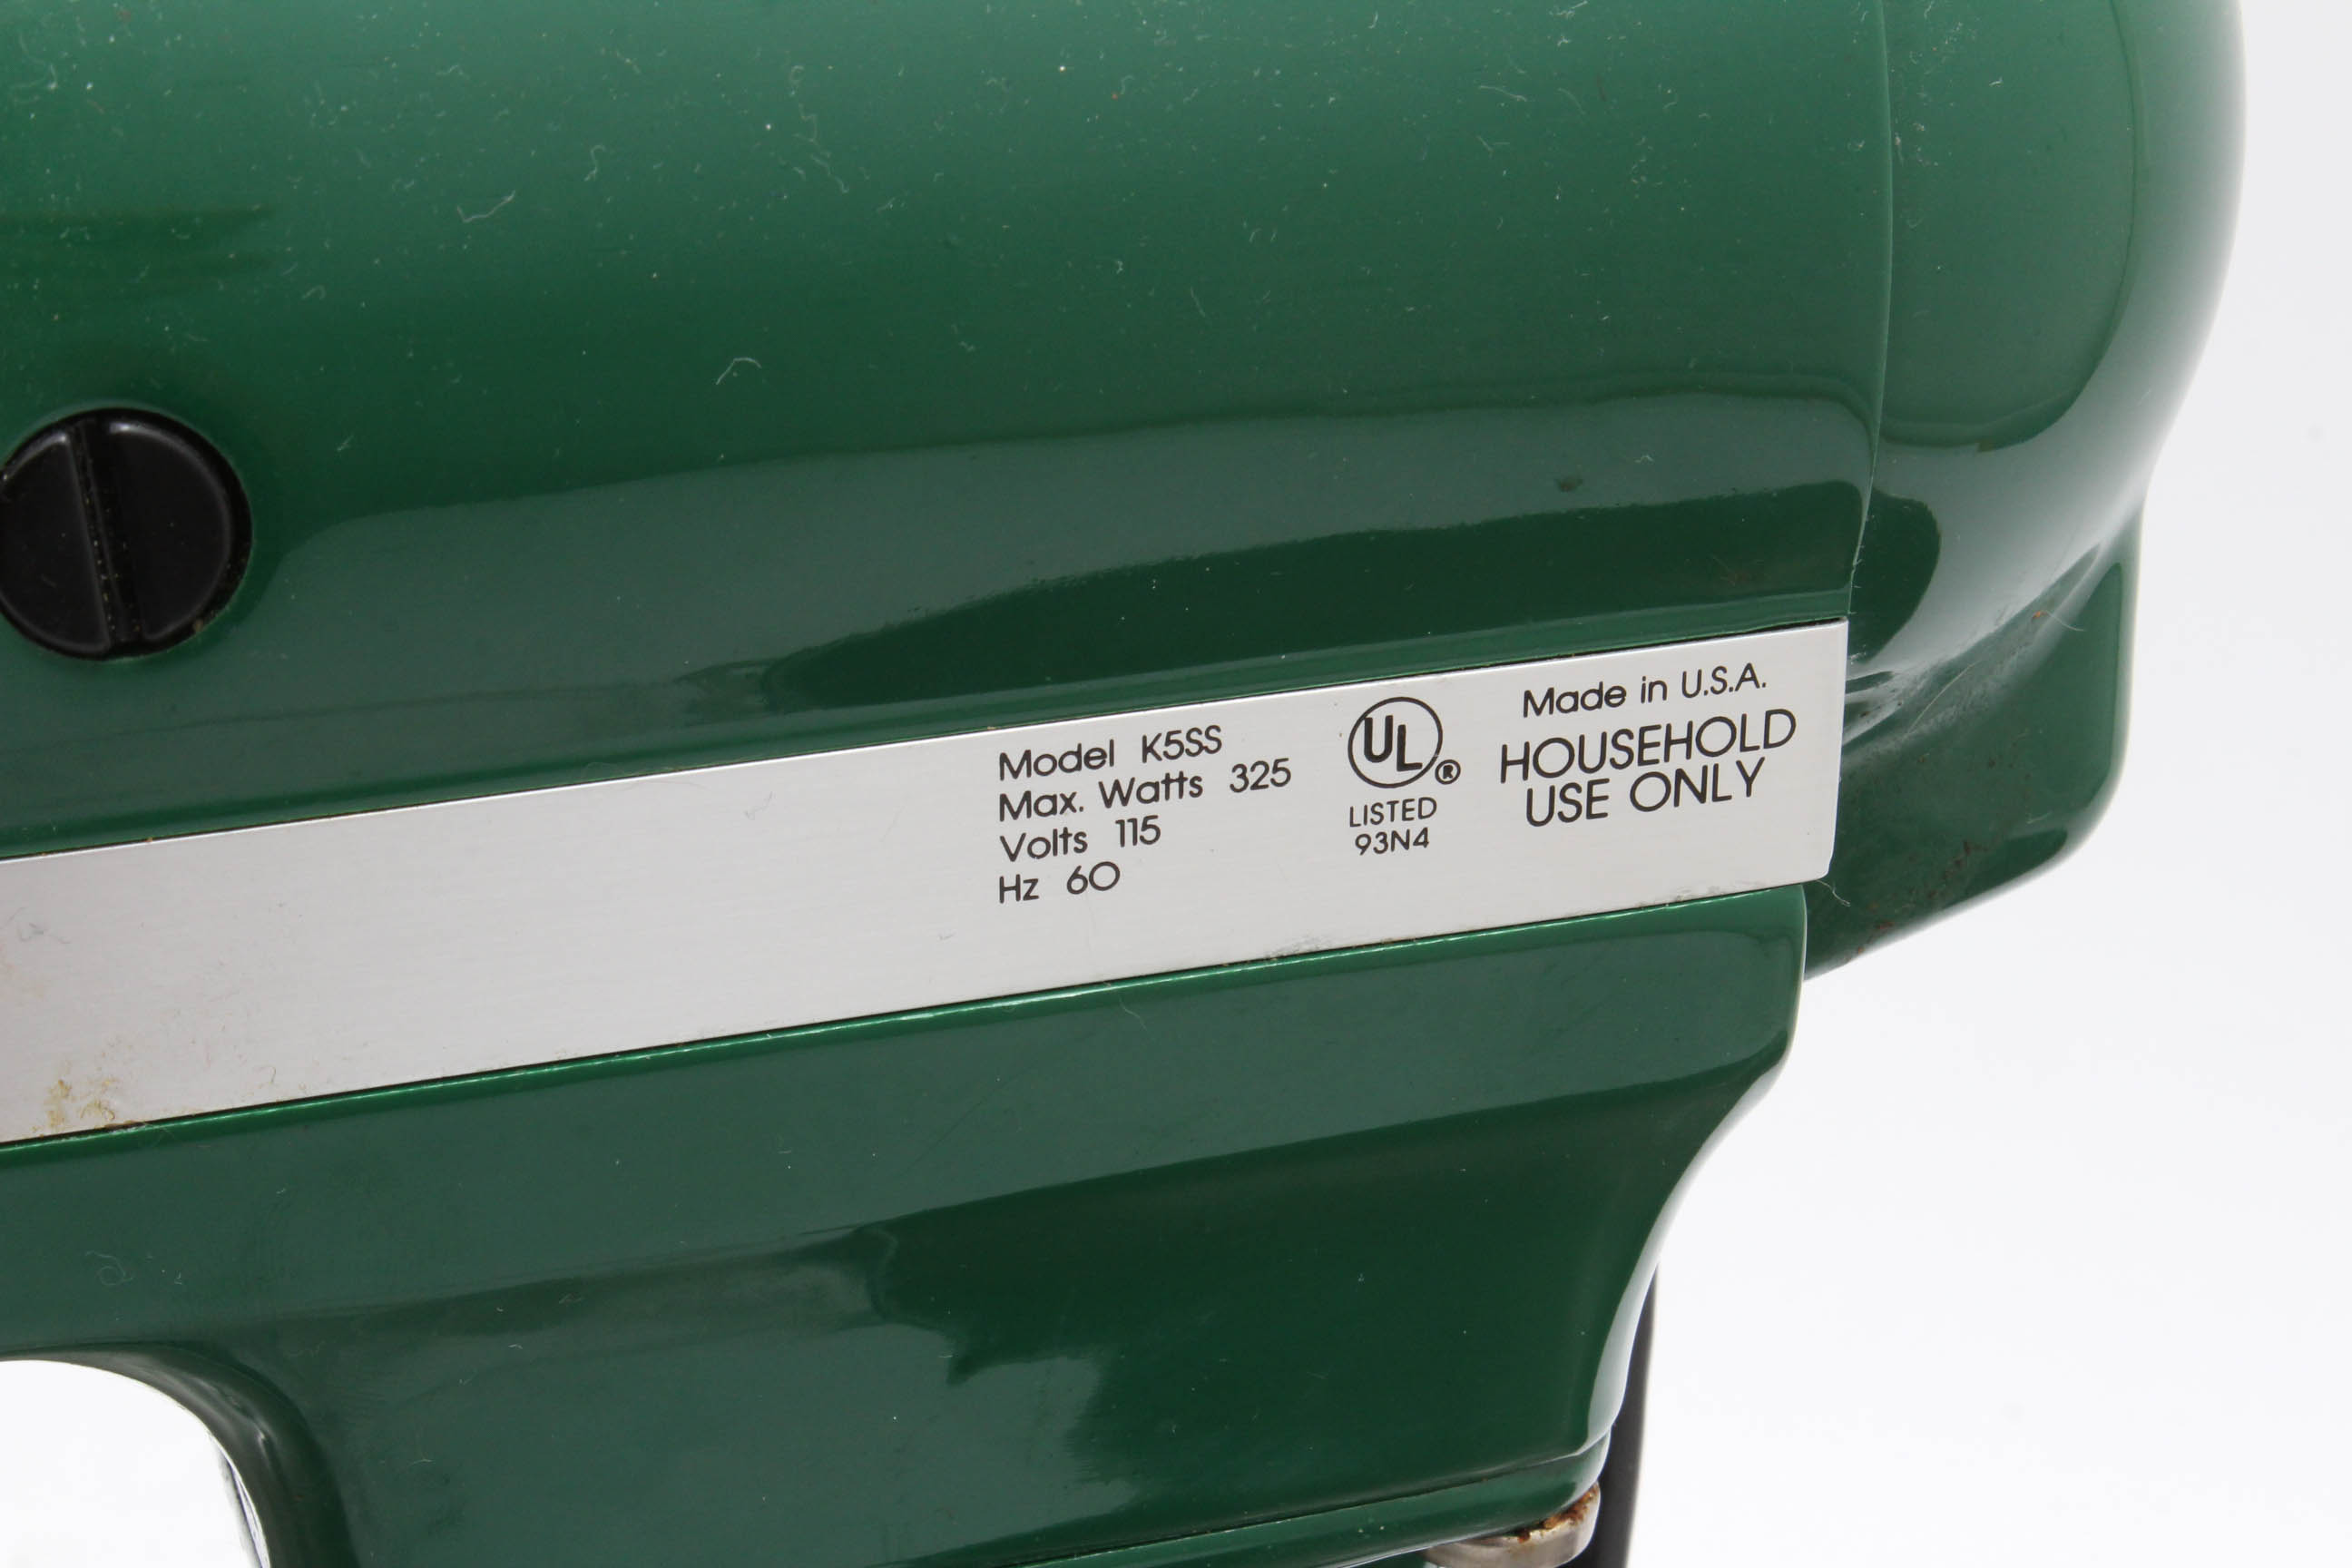 Model K5SS
Max. Watts 325
Volts 115
Hz 60
UL ®
LISTED
93N4
Made in U.S.A.
HOUSEHOLD
USE ONLY